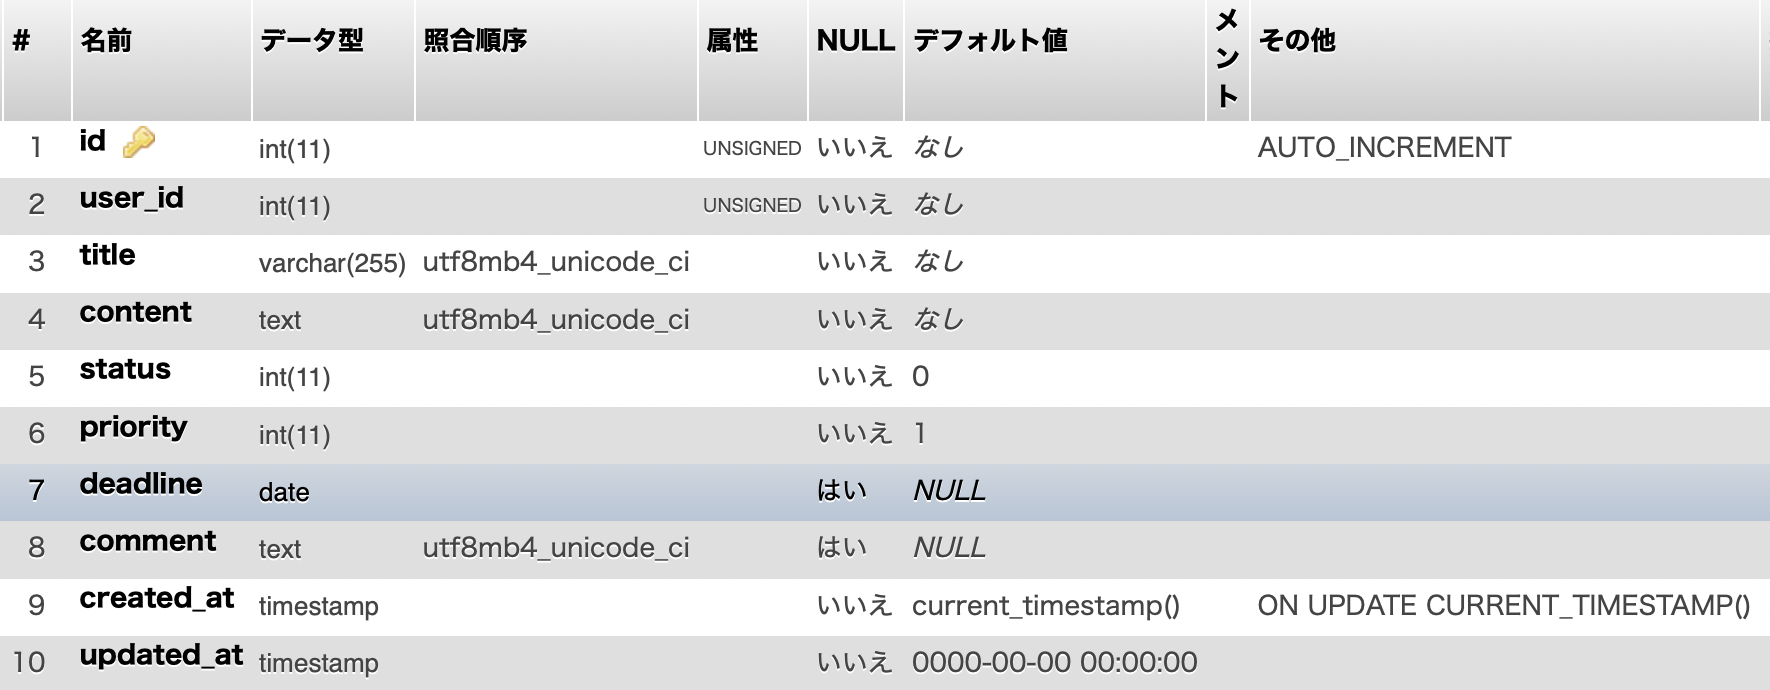 # 名前 データ型 照合順序 属性 NULL デフォルト値 メント その他
1 id int(11) UNSIGNED いいえ なし AUTO_INCREMENT
2 user_id int(11) UNSIGNED いいえ なし
3 title varchar(255) utf8mb4_unicode_ci いいえ なし
4 content text utf8mb4_unicode_ci いいえ なし
5 status int(11) いいえ 0
6 priority int(11) いいえ 1
7 deadline date はい NULL
8 comment text utf8mb4_unicode_ci はい NULL
9 created_at timestamp いいえ current_timestamp() ON UPDATE CURRENT_TIMESTAMP()
10 updated_at timestamp いいえ 0000-00-00 00:00:00